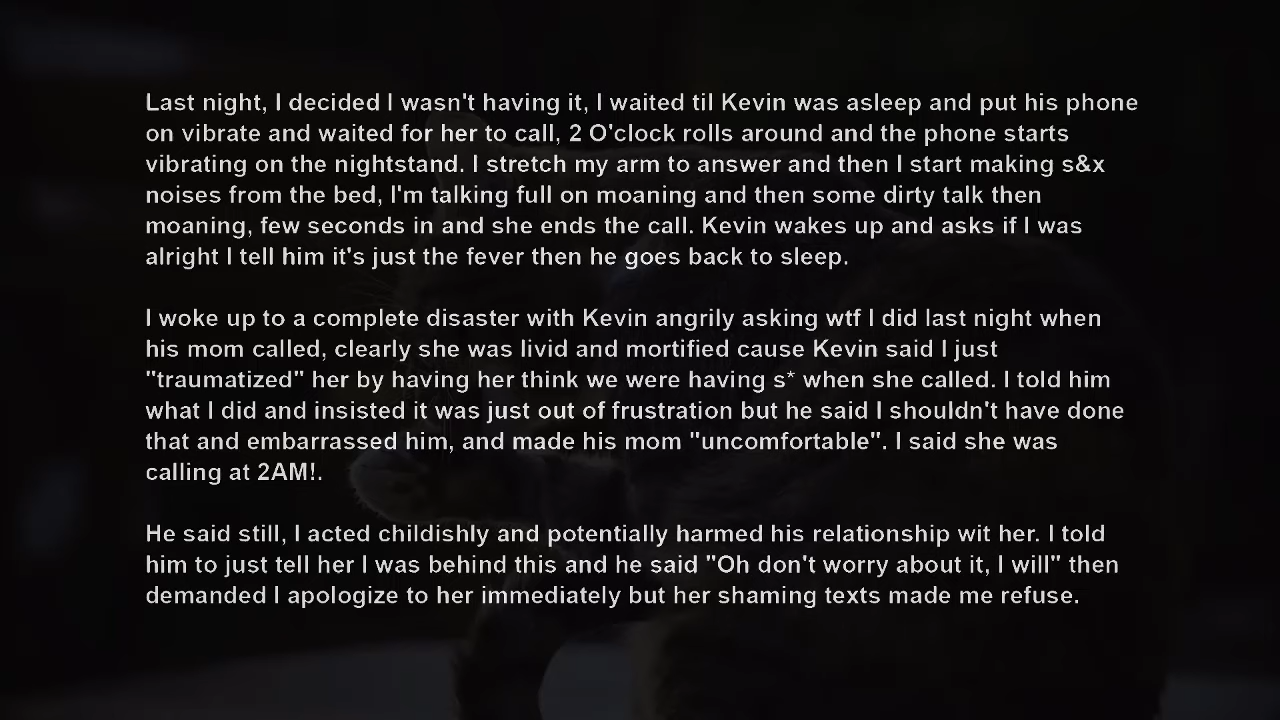 Last night, I decided I wasn't having it, I waited til Kevin was asleep and put his phone
on vibrate and waited for her to call, 2 O'clock rolls around and the phone starts
vibrating on the nightstand. I stretch my arm to answer and then I start making s&x
noises from the bed, I'm talking full on moaning and then some dirty talk then
moaning, few seconds in and she ends the call. Kevin wakes up and asks if I was
alright I tell him it's just the fever then he goes back to sleep.
I woke up to a complete disaster with Kevin angrily asking wtf I did last night when
his mom called, clearly she was livid and mortified cause Kevin said I just
"traumatized" her by having her think we were having s* when she called. I told him
what I did and insisted it was just out of frustration but he said I shouldn't have done
that and embarrassed him, and made his mom "uncomfortable". I said she was
calling at 2AM!.
He said still, I acted childishly and potentially harmed his relationship wit her. I told
him to just tell her I was behind this and he said "Oh don't worry about it, I will" then
demanded I apologize to her immediately but her shaming texts made me refuse.